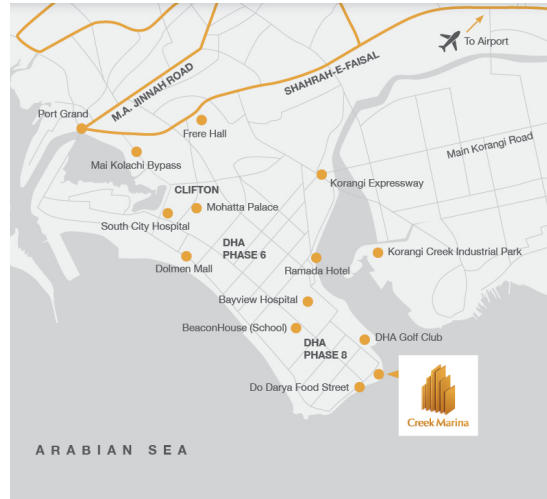 To Airport
SHAHRAH-E-FAISAL
M.A. JINNAH ROAD
Port Grand
Frere Hall
Main Korangi Road
Mai Kolachi Bypass
Korangi Expressway
CLIFTON
Mohatta Palace
South City Hospital
DHA
PHASE 6
Korangi Creek Industrial Park
Dolmen Mall
Ramada Hotel
Bayview Hospital
BeaconHouse (School)
DHA Golf Club
DHA
PHASE 8
Do Darya Food Street
Creek Marina
ARABIAN SEA